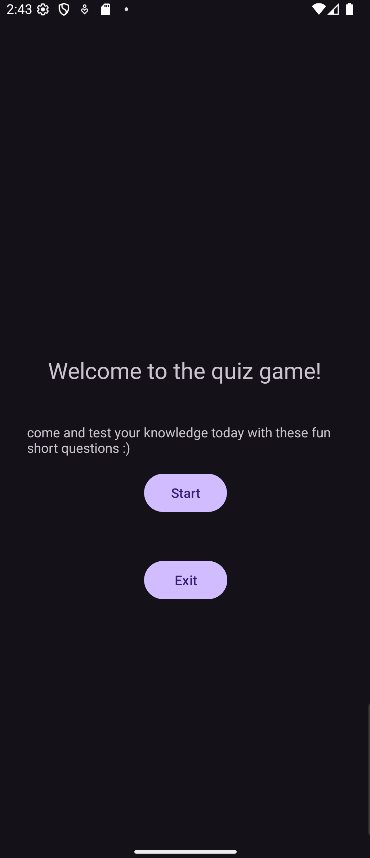 2:43
Welcome to the quiz game!
come and test your knowledge today with these fun
short questions :)
Start
Exit